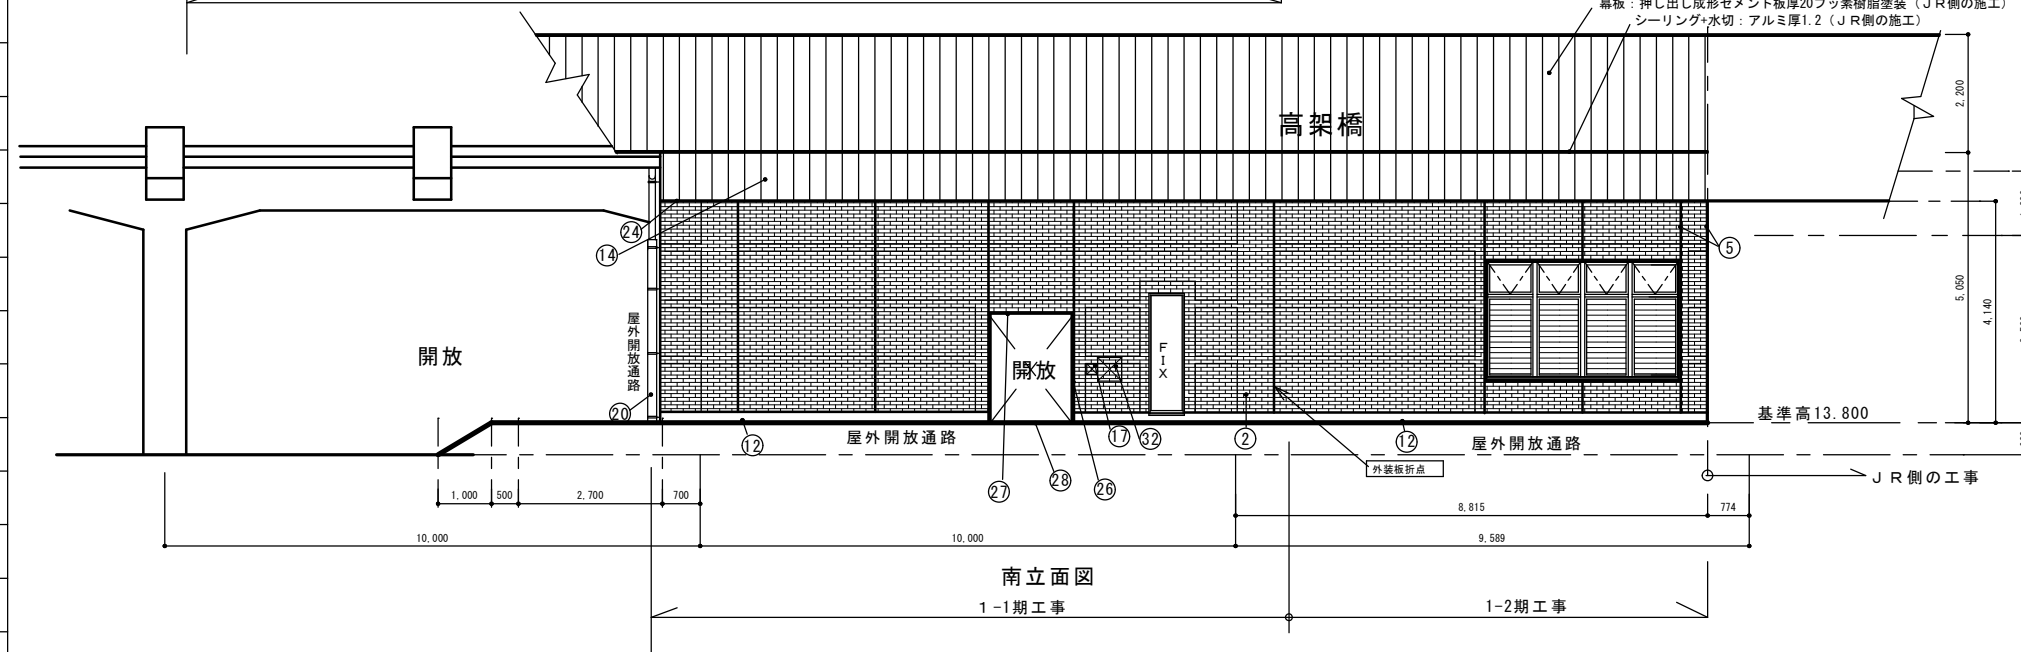 幕板：押し出し成形セメント板厚20フッ素樹脂塗装（ＪＲ側の施工）
シーリング+水切：アルミ厚1.2（ＪＲ側の施工）
高架橋
2,200
24
14
5
5,050
4,140
屋外開放通路
開放
開放
FIX
20
12
屋外開放通路
17
32
2
12
屋外開放通路
基準高13.800
27
28
26
外装板折点
ＪＲ側の工事
1,000
500
2,700
700
8,815
774
10,000
10,000
9,589
南立面図
1-1期工事
1-2期工事